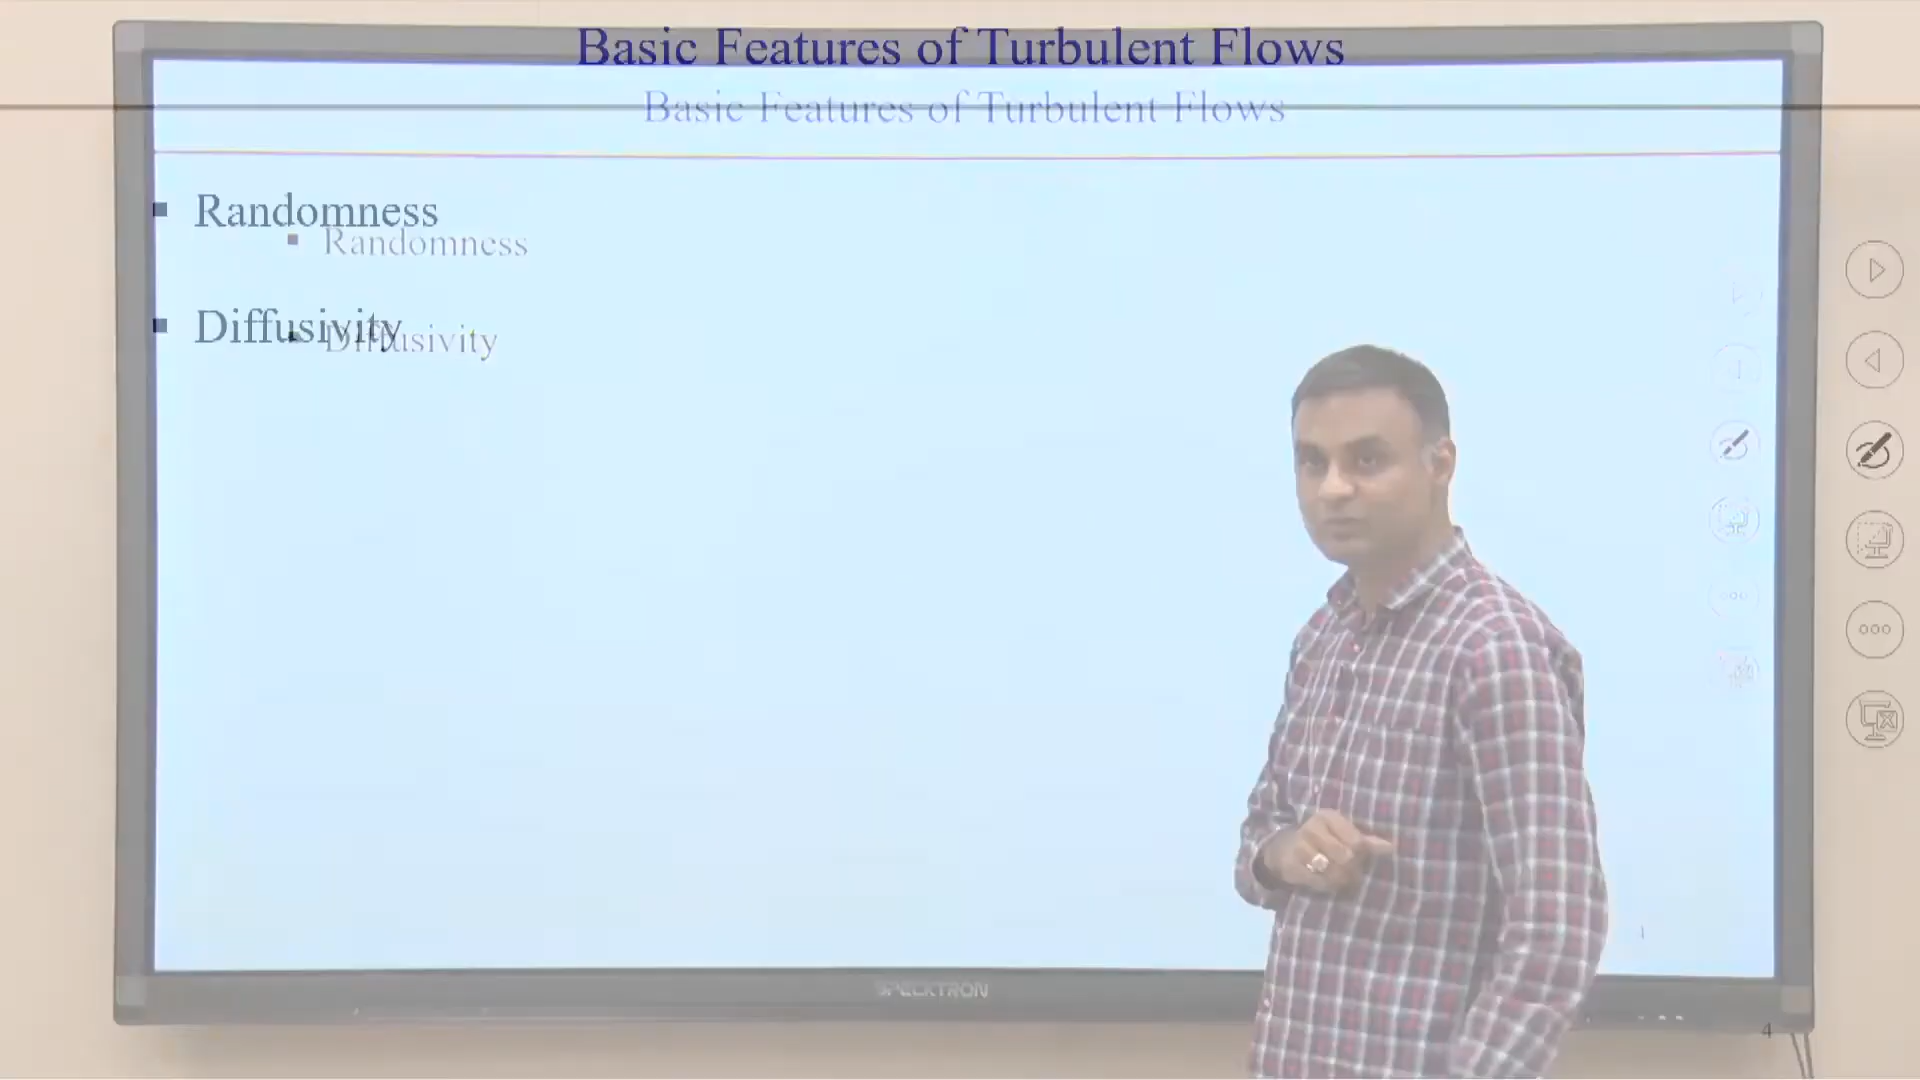 Basic Features of Turbulent Flows
Basic Features of Turbulent Flows
▪ Randomness
▪ Randomness
▪ Diffusivity
▪ Diffusivity
SPECKTRON
4